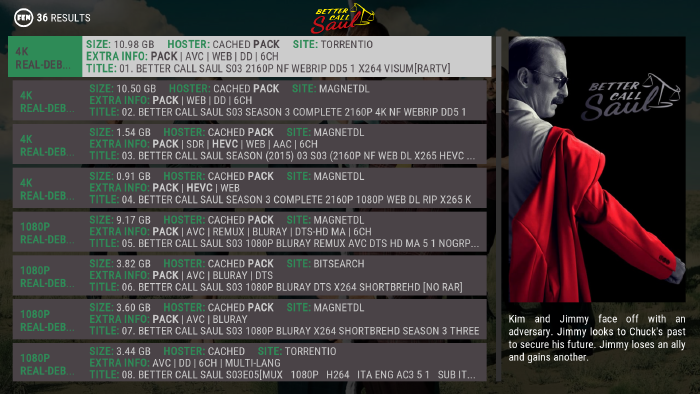 FEN 36 RESULTS
BETTER
CALL
Saul
4K
REAL-DEB...
SIZE: 10.98 GB HOSTER: CACHED PACK SITE: TORRENTIO
EXTRA INFO: PACK | AVC | WEB | DD | 6CH
TITLE: 01. BETTER CALL SAUL S03 2160P NF WEBRIP DD5 1 X264 VISUM[RARTV]
4K
REAL-DEB...
SIZE: 10.50 GB HOSTER: CACHED PACK SITE: MAGNETDL
EXTRA INFO: PACK | WEB | DD | 6CH
TITLE: 02. BETTER CALL SAUL S03 SEASON 3 COMPLETE 2160P 4K NF WEBRIP DD5 1
4K
REAL-DEB...
SIZE: 1.54 GB HOSTER: CACHED PACK SITE: MAGNETDL
EXTRA INFO: PACK | SDR | HEVC | WEB | AAC | 6CH
TITLE: 03. BETTER CALL SAUL SEASON (2015) 03 S03 (2160P NF WEB DL X265 HEVC ...
4K
REAL-DEB...
SIZE: 0.91 GB HOSTER: CACHED PACK SITE: MAGNETDL
EXTRA INFO: PACK | HEVC | WEB
TITLE: 04. BETTER CALL SAUL SEASON 3 COMPLETE 2160P 1080P WEB DL RIP X265 K
1080P
REAL-DEB...
SIZE: 9.17 GB HOSTER: CACHED PACK SITE: MAGNETDL
EXTRA INFO: PACK | AVC | REMUX | BLURAY | DTS-HD MA | 6CH
TITLE: 05. BETTER CALL SAUL S03 1080P BLURAY REMUX AVC DTS HD MA 5 1 NOGRP...
1080P
REAL-DEB...
SIZE: 3.82 GB HOSTER: CACHED PACK SITE: BITSEARCH
EXTRA INFO: PACK | AVC | BLURAY | DTS
TITLE: 06. BETTER CALL SAUL S03 1080P BLURAY DTS X264 SHORTBREHD [NO RAR]
1080P
REAL-DEB...
SIZE: 3.60 GB HOSTER: CACHED PACK SITE: MAGNETDL
EXTRA INFO: PACK | AVC | BLURAY
TITLE: 07. BETTER CALL SAUL S03 1080P BLURAY X264 SHORTBREHD SEASON 3 THREE
1080P
REAL-DEB...
SIZE: 3.44 GB HOSTER: CACHED SITE: TORRENTIO
EXTRA INFO: AVC | DD | 6CH | MULTI-LANG
TITLE: 08. BETTER CALL SAUL S03E05[MUX 1080P H264 ITA ENG AC3 5 1 SUB IT...
BETTER
CALL
Saul
Kim and Jimmy face off with an
adversary. Jimmy looks to Chuck's past
to secure his future. Jimmy loses an ally
and gains another.